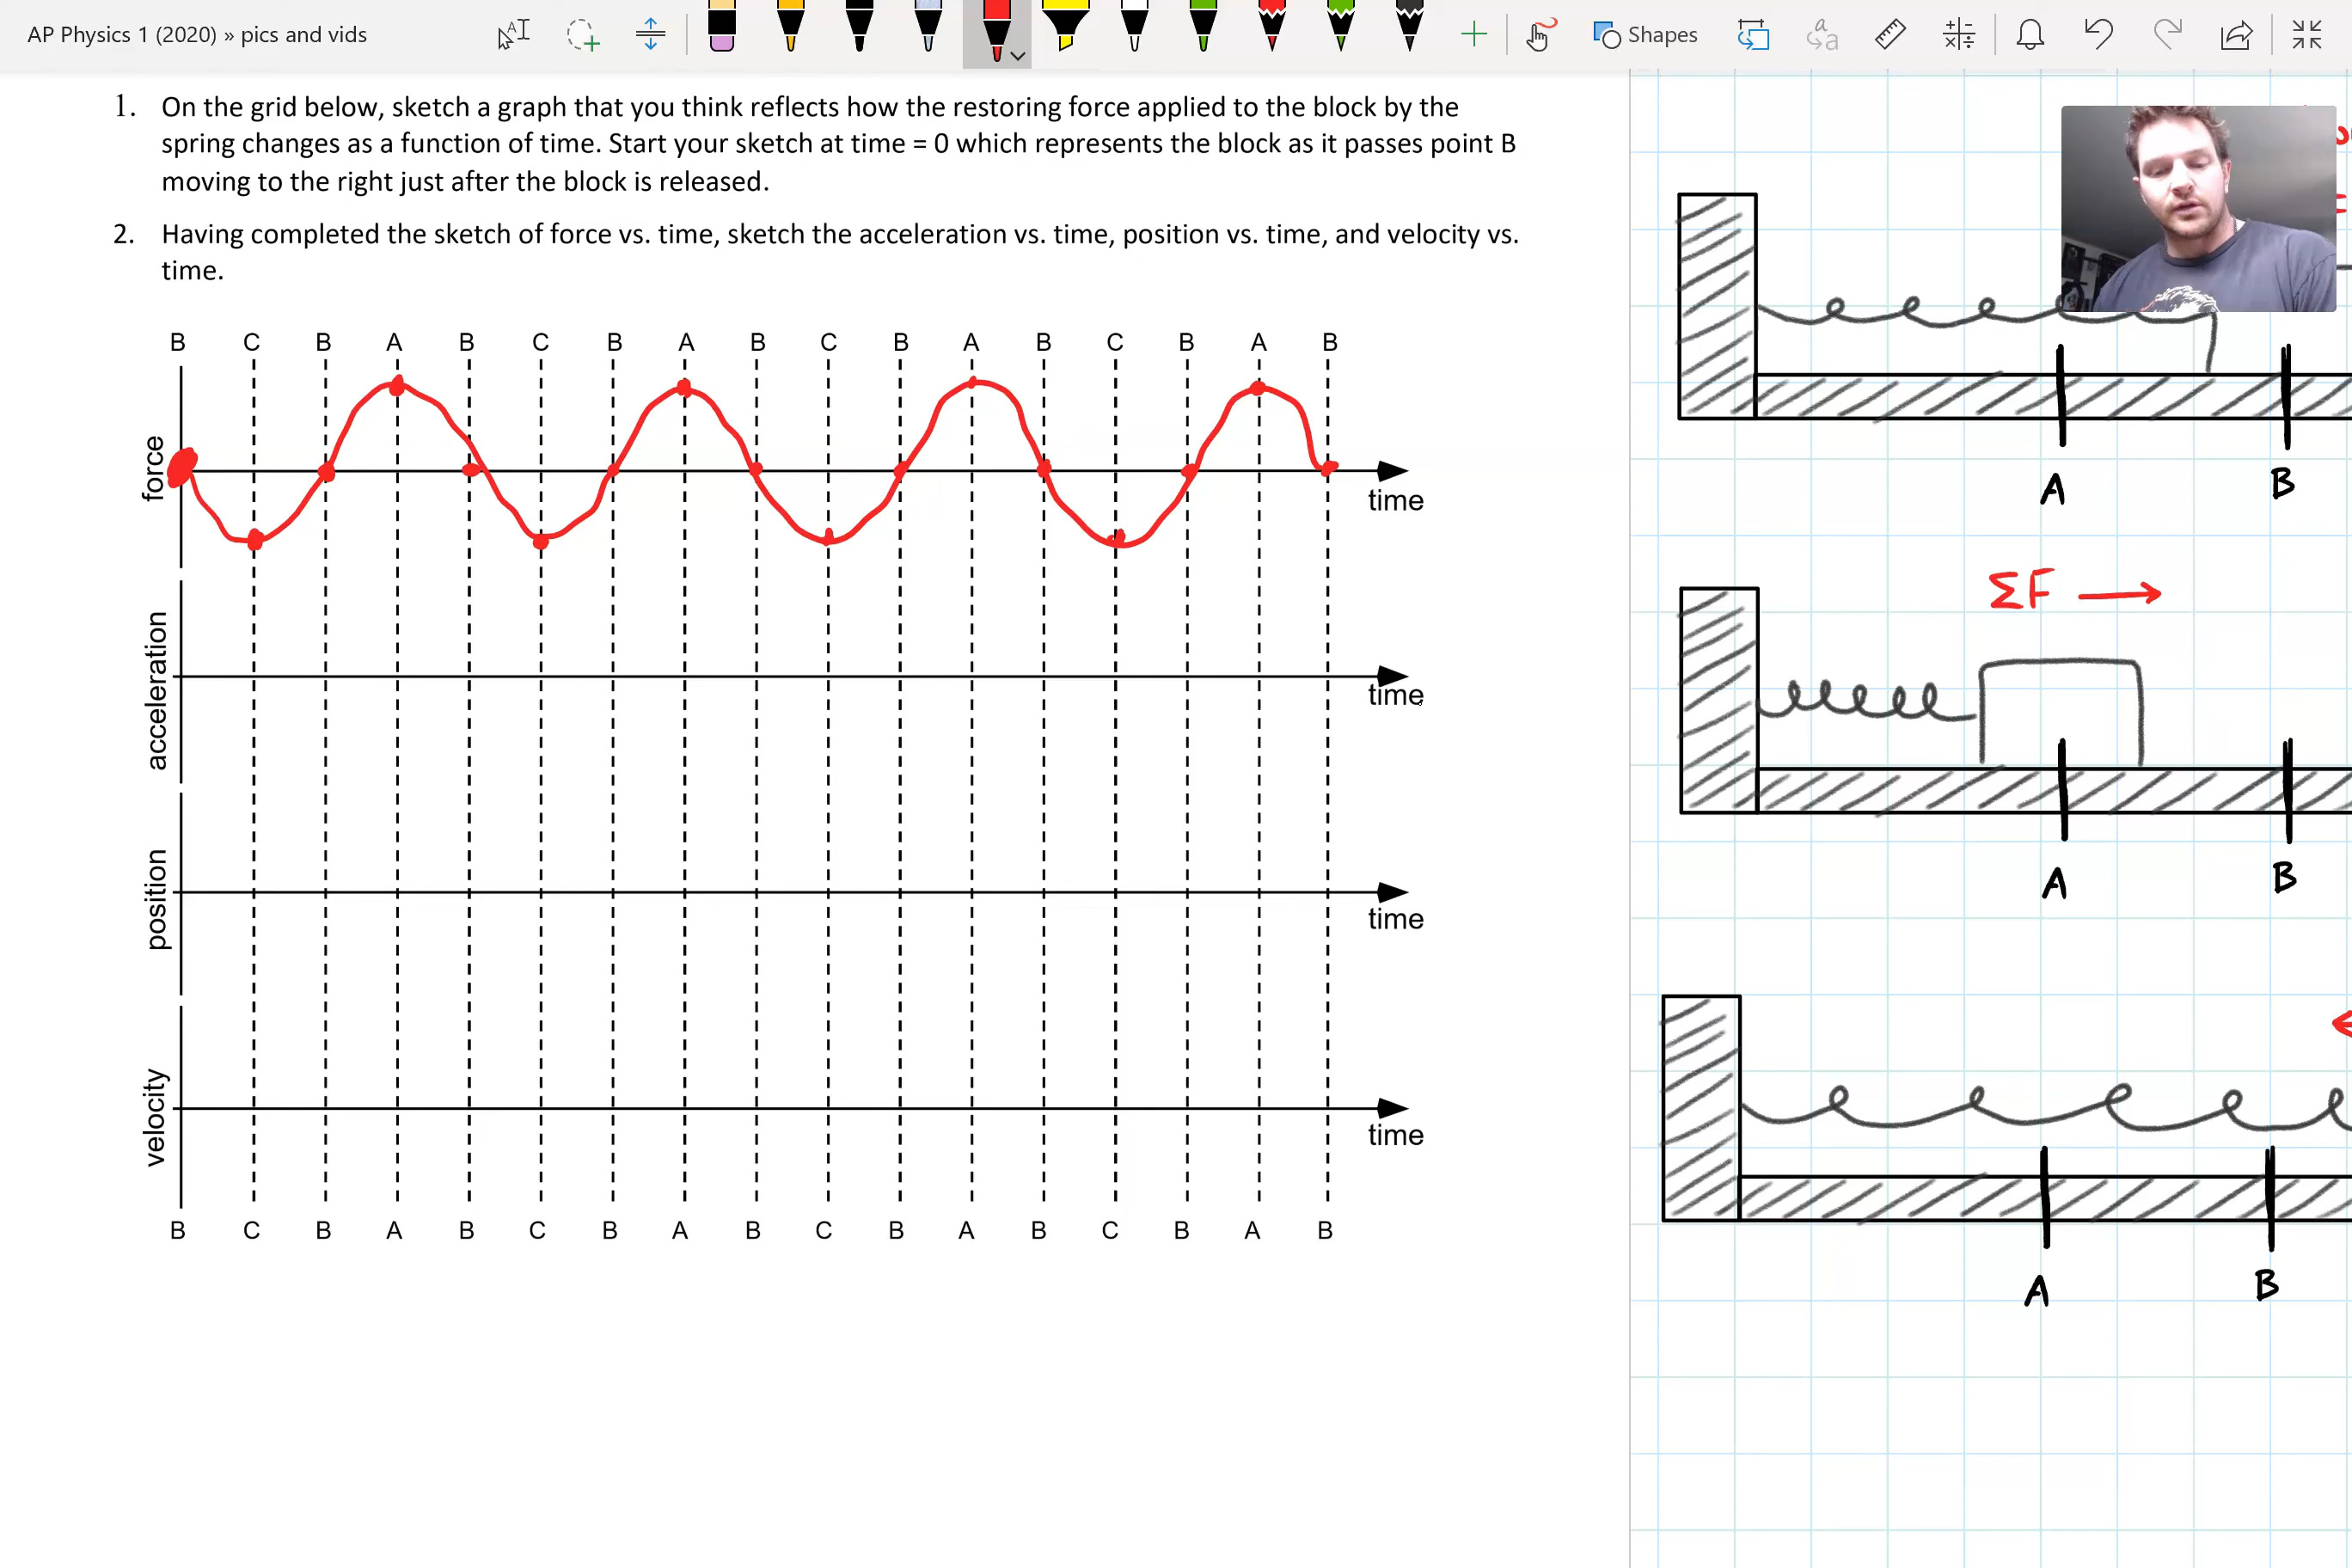 AP Physics 1 (2020) » pics and vids
Shapes
1. On the grid below, sketch a graph that you think reflects how the restoring force applied to the block by the
spring changes as a function of time. Start your sketch at time = 0 which represents the block as it passes point B
moving to the right just after the block is released.
2. Having completed the sketch of force vs. time, sketch the acceleration vs. time, position vs. time, and velocity vs.
time.
B C B A B C B A B C B A B C B A B
force
time
acceleration
time
position
time
velocity
time
B C B A B C B A B C B A B C B A B
A B
ΣF →
A B
A B